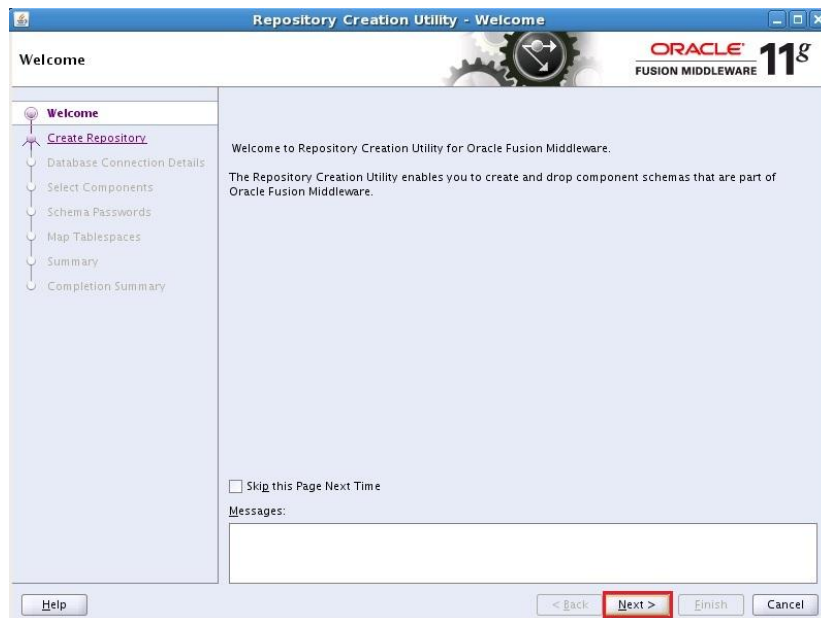 Repository Creation Utility - Welcome
Welcome
ORACLE
FUSION MIDDLEWARE
11g
Welcome
Create Repository
Database Connection Details
Select Components
Schema Passwords
Map Tablespaces
Summary
Completion Summary
Welcome to Repository Creation Utility for Oracle Fusion Middleware.
The Repository Creation Utility enables you to create and drop component schemas that are part of
Oracle Fusion Middleware.
Skip this Page Next Time
Messages:
Help
< Back
Next >
Finish
Cancel